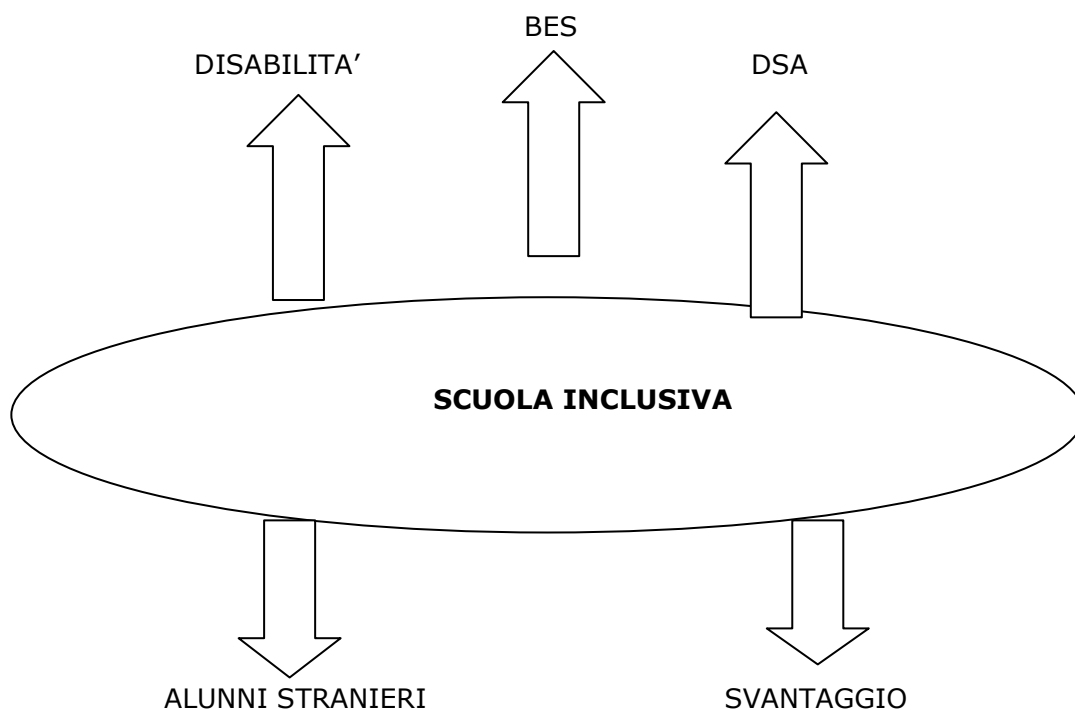 BES
DISABILITA’
DSA
SCUOLA INCLUSIVA
ALUNNI STRANIERI
SVANTAGGIO